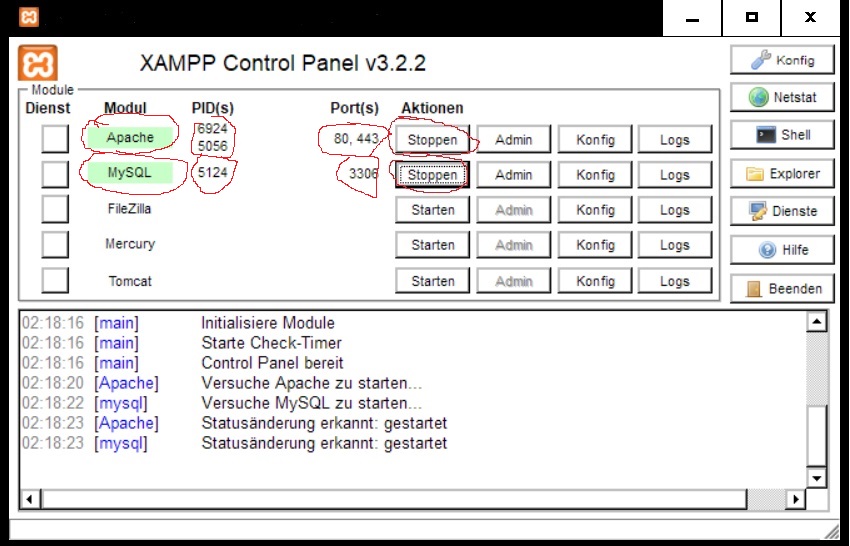 XAMPP Control Panel v3.2.2
Module
Dienst Modul PID(s) Port(s) Aktionen
Apache 6924 5056 80, 443 Stoppen Admin Konfig Logs
MySQL 5124 3306 Stoppen Admin Konfig Logs
FileZilla Starten Admin Konfig Logs
Mercury Starten Admin Konfig Logs
Tomcat Starten Admin Konfig Logs
Konfig
Netstat
Shell
Explorer
Dienste
Hilfe
Beenden
02:18:16 [main] Initialisiere Module
02:18:16 [main] Starte Check-Timer
02:18:16 [main] Control Panel bereit
02:18:20 [Apache] Versuche Apache zu starten...
02:18:22 [mysql] Versuche MySQL zu starten...
02:18:23 [Apache] Statusänderung erkannt: gestartet
02:18:23 [mysql] Statusänderung erkannt: gestartet